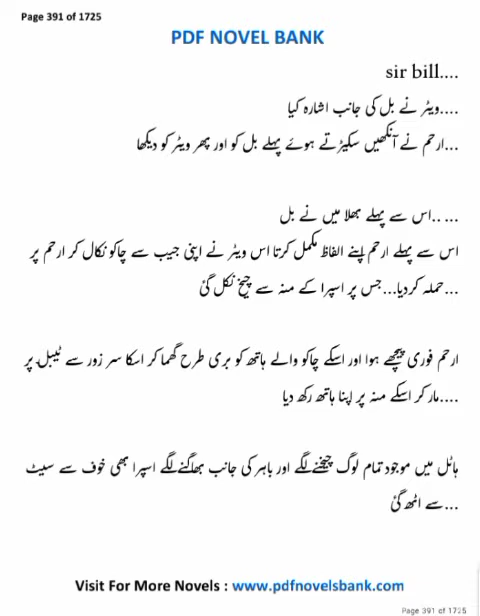 Page 391 of 1725
PDF NOVEL BANK
sir bill....
....ویٹر نے بل کی جانب اشارہ کیا
...ارحم نے آنکھیں سکیڑتے ہوئے پہلے بل کو اور پھر ویٹر کو دیکھا
.....اس سے پہلے بھلا میں نے بل
اس سے پہلے ارحم اپنے الفاظ مکمل کرتا اس ویٹر نے اپنی جیب سے چاکو نکال کر ارحم پر
...حملہ کردیا...جس پر اسپرا کے منہ سے چیخ نکل گئی
ارحم فوری پیچھے ہوا اور اسکے چاکو والے ہاتھ کو بری طرح گھما کر اسکا سر زور سے ٹیبل پر
....مار کر اسکے منہ پر اپنا ہاتھ رکھ دیا
ہاٹل میں موجود تمام لوگ چیخنے لگے اور باہر کی جانب بھاگنے لگے اسپرا بھی خوف سے سیٹ
...سے اٹھ گئی
Visit For More Novels : www.pdfnovelsbank.com
Page 391 of 1725